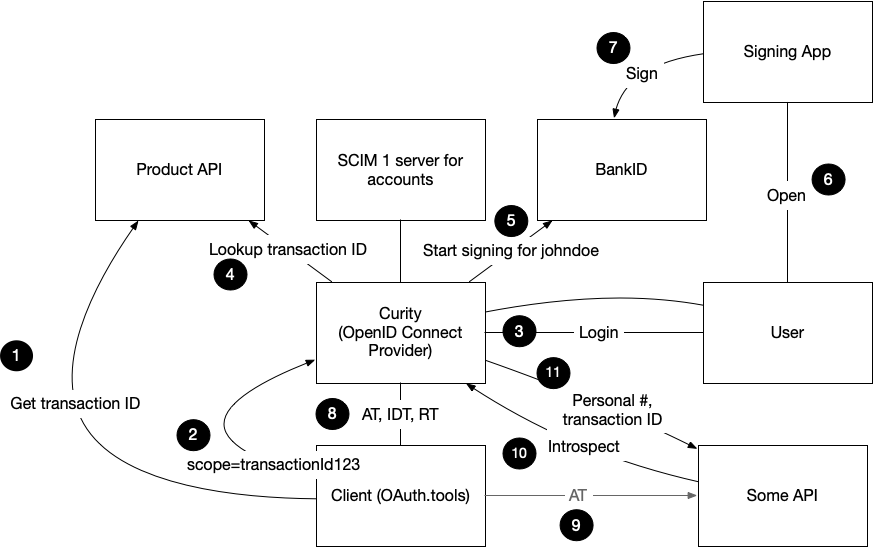 7
Signing App
Sign
Product API
SCIM 1 server for
accounts
BankID
6
Open
5
Lookup transaction ID
Start signing for johndoe
4
Curity
(OpenID Connect
Provider)
3
Login
User
1
11
Get transaction ID
Personal #,
transaction ID
8
AT, IDT, RT
2
10
Introspect
scope=transactionId123
Client (OAuth.tools)
AT
Some API
9